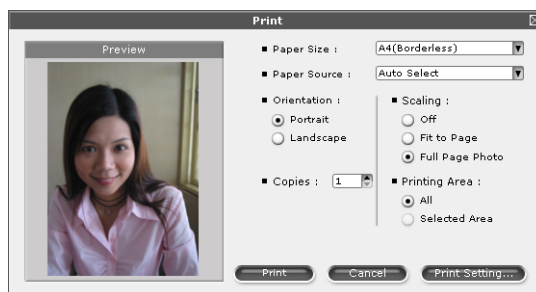 Print
Preview
Paper Size :
A4(Borderless)
Paper Source :
Auto Select
Orientation :
Portrait
Landscape
Scaling :
Off
Fit to Page
Full Page Photo
Copies :
1
Printing Area :
All
Selected Area
Print
Cancel
Print Setting...